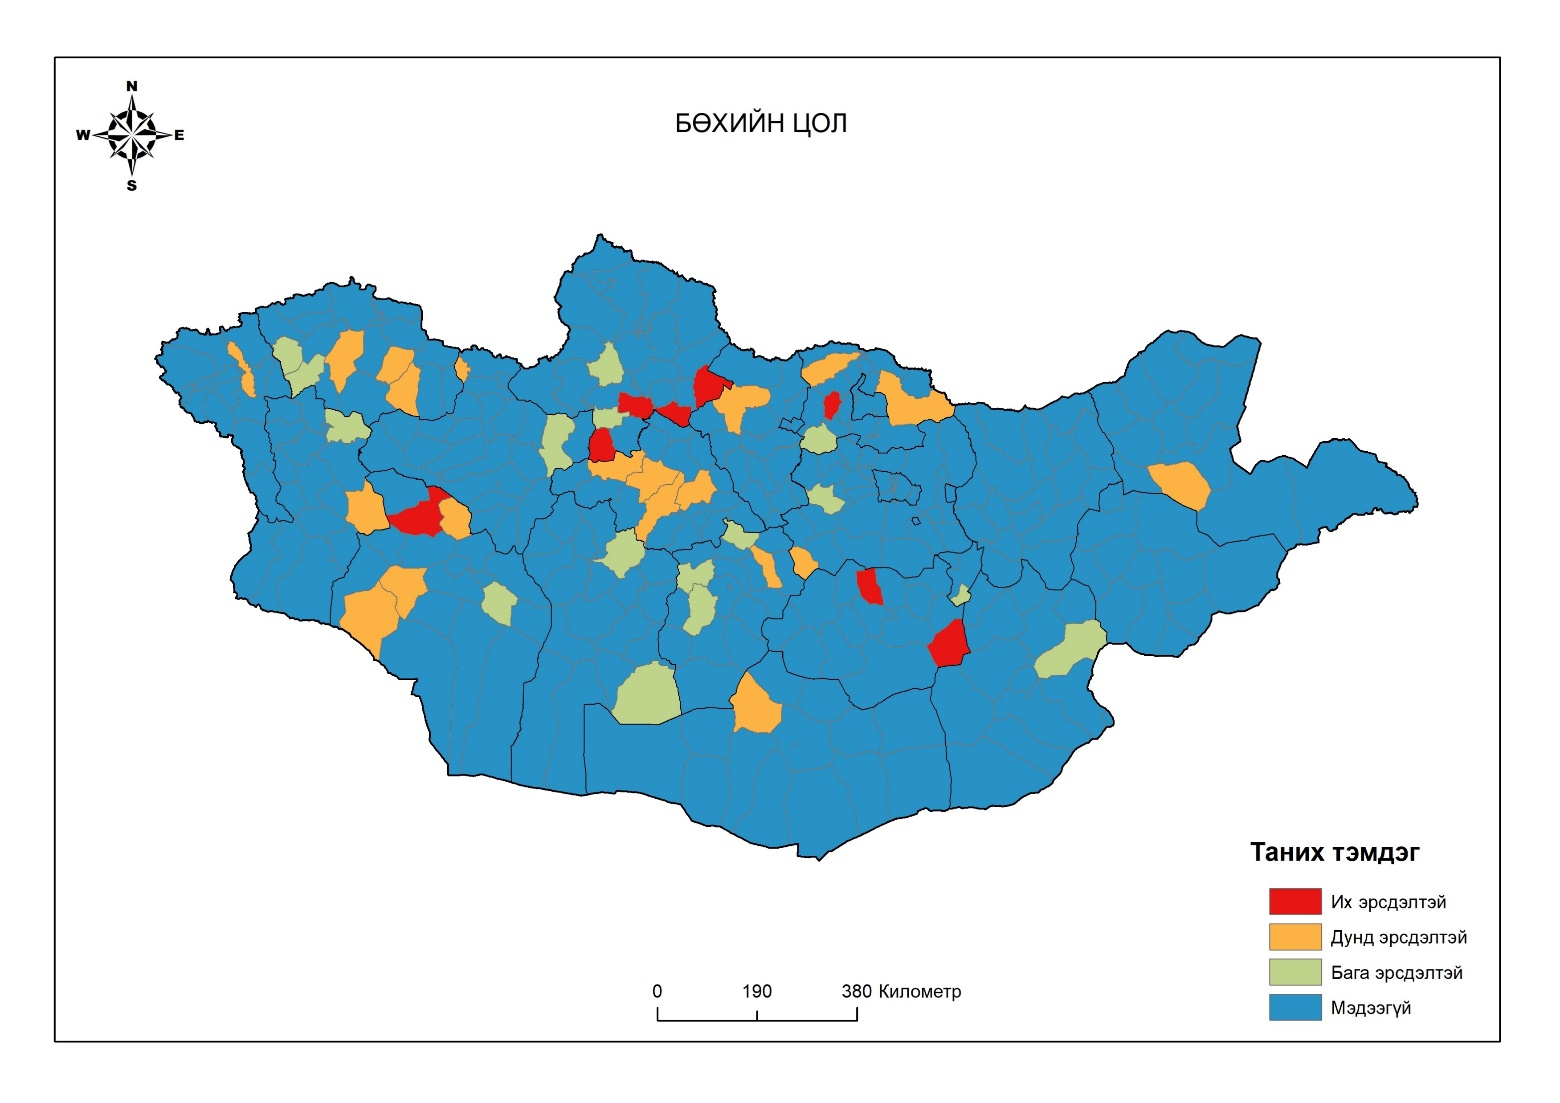 N
W E
S
БӨХИЙН ЦОЛ
Таних тэмдэг
Их эрсдэлтэй
Дунд эрсдэлтэй
Бага эрсдэлтэй
Мэдээгүй
0 190 380 Километр